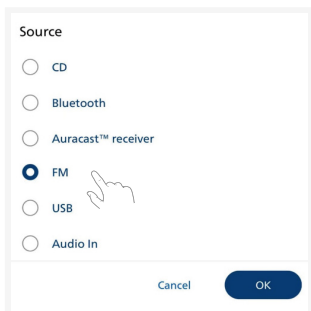 Source
CD
Bluetooth
Auracast™ receiver
FM
USB
Audio In
Cancel OK